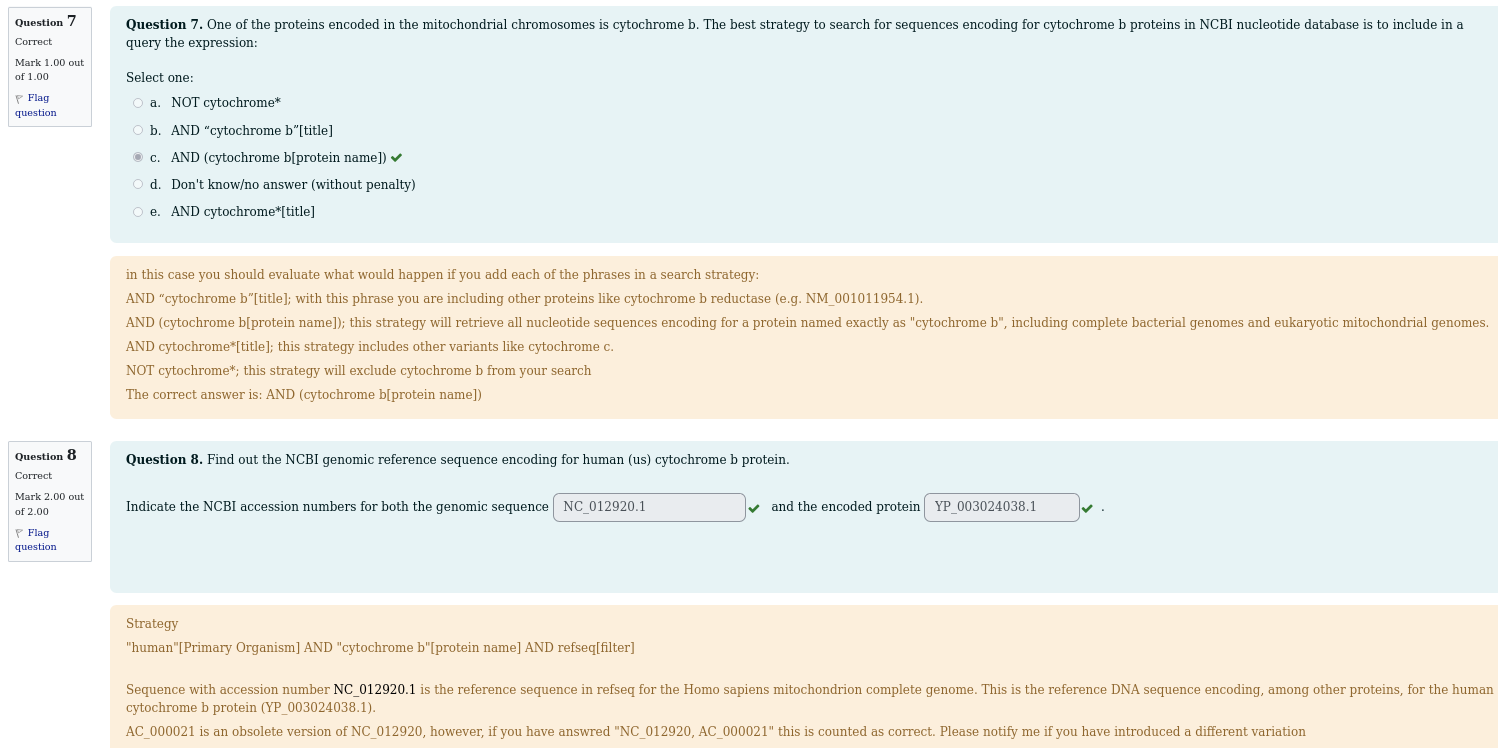 Question 7
Correct
Mark 1.00 out
of 1.00
Flag
question
Question 7. One of the proteins encoded in the mitochondrial chromosomes is cytochrome b. The best strategy to search for sequences encoding for cytochrome b proteins in NCBI nucleotide database is to include in a
query the expression:
Select one:
a. NOT cytochrome*
b. AND “cytochrome b”[title]
c. AND (cytochrome b[protein name])
d. Don't know/no answer (without penalty)
e. AND cytochrome*[title]
in this case you should evaluate what would happen if you add each of the phrases in a search strategy:
AND “cytochrome b”[title]; with this phrase you are including other proteins like cytochrome b reductase (e.g. NM_001011954.1).
AND (cytochrome b[protein name]); this strategy will retrieve all nucleotide sequences encoding for a protein named exactly as "cytochrome b", including complete bacterial genomes and eukaryotic mitochondrial genomes.
AND cytochrome*[title]; this strategy includes other variants like cytochrome c.
NOT cytochrome*; this strategy will exclude cytochrome b from your search
The correct answer is: AND (cytochrome b[protein name])
Question 8
Correct
Mark 2.00 out
of 2.00
Flag
question
Question 8. Find out the NCBI genomic reference sequence encoding for human (us) cytochrome b protein.
Indicate the NCBI accession numbers for both the genomic sequence NC_012920.1 and the encoded protein YP_003024038.1 .
Strategy
"human"[Primary Organism] AND "cytochrome b"[protein name] AND refseq[filter]
Sequence with accession number NC_012920.1 is the reference sequence in refseq for the Homo sapiens mitochondrion complete genome. This is the reference DNA sequence encoding, among other proteins, for the human
cytochrome b protein (YP_003024038.1).
AC_000021 is an obsolete version of NC_012920, however, if you have answred "NC_012920, AC_000021" this is counted as correct. Please notify me if you have introduced a different variation